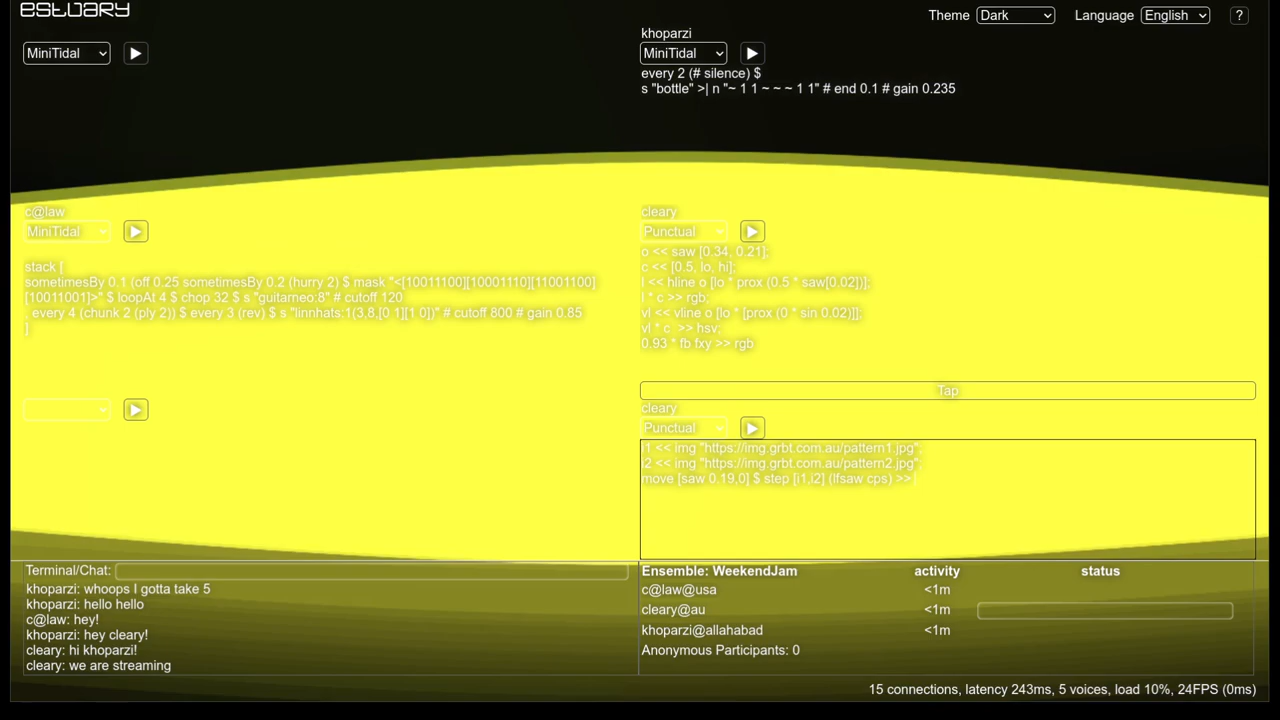 estuary
Theme Dark Language English ?
MiniTidal
khoparzi
MiniTidal
every 2 (# silence) $
s "bottle" >| n "~ 1 1 ~ ~ ~ 1 1" # end 0.1 # gain 0.235
c@law
MiniTidal
stack [
sometimesBy 0.1 (off 0.25 sometimesBy 0.2 (hurry 2) $ mask "<[10011100][10001110][11001100]
[10011001]>" $ loopAt 4 $ chop 32 $ s "guitarneo:8" # cutoff 120
, every 4 (chunk 2 (ply 2)) $ every 3 (rev) $ s "linnhats:1(3,8,[0 1][1 0])" # cutoff 800 # gain 0.85
]
cleary
Punctual
o << saw [0.34, 0.21];
c << [0.5, lo, hi];
l << hline o [lo * prox (0.5 * saw[0.02])];
l * c >> rgb;
vl << vline o [lo * [prox (0 * sin 0.02)]];
vl * c >> hsv;
0.93 * fb fxy >> rgb
Tap
cleary
Punctual
i1 << img "https://img.grbt.com.au/pattern1.jpg";
i2 << img "https://img.grbt.com.au/pattern2.jpg";
move [saw 0.19,0] $ step [i1,i2] (lfsaw cps) >>
Terminal/Chat:
khoparzi: whoops I gotta take 5
khoparzi: hello hello
c@law: hey!
khoparzi: hey cleary!
cleary: hi khoparzi!
cleary: we are streaming
Ensemble: WeekendJam activity status
c@law@usa <1m
cleary@au <1m
khoparzi@allahabad <1m
Anonymous Participants: 0
15 connections, latency 243ms, 5 voices, load 10%, 24FPS (0ms)